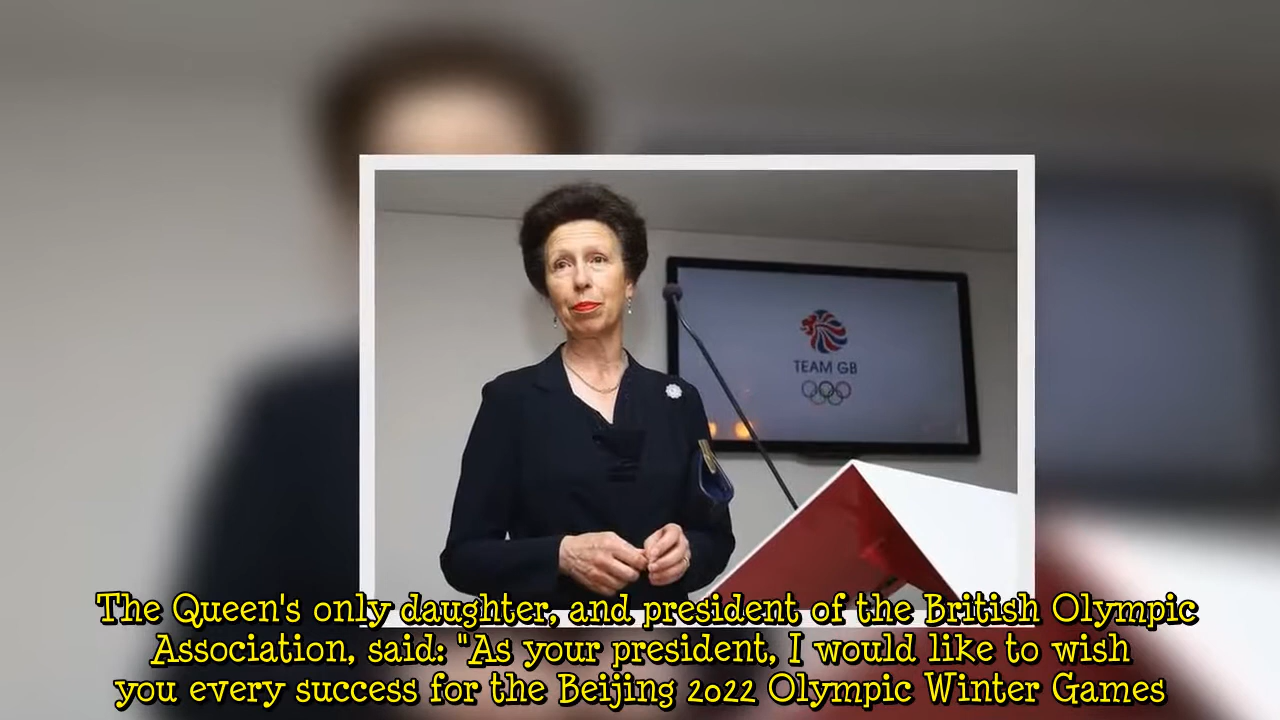 TEAM GB
The Queen's only daughter, and president of the British Olympic
Association, said: "As your president, I would like to wish
you every success for the Beijing 2022 Olympic Winter Games